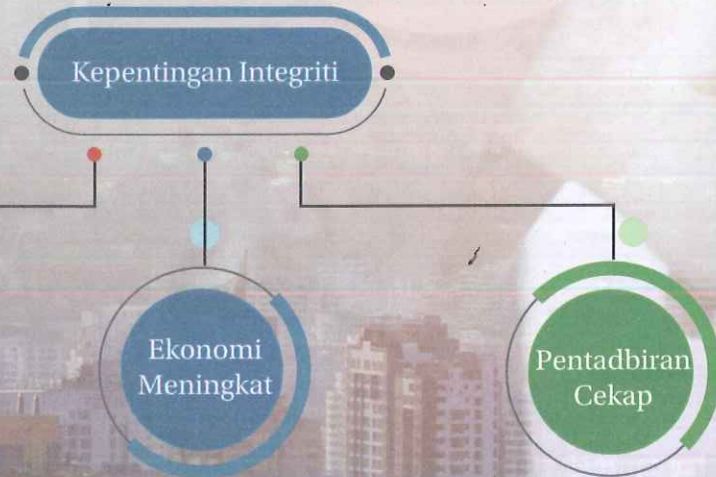 Kepentingan Integriti
Ekonomi
Meningkat
Pentadbiran
Cekap